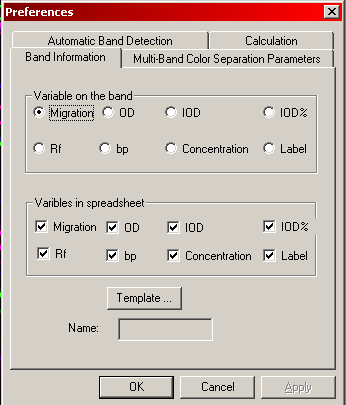 Preferences
Automatic Band Detection Calculation
Band Information Multi-Band Color Separation Parameters
Variable on the band
Migration OD IOD IOD%
Rf bp Concentration Label
Varibles in spreadsheet
Migration OD IOD IOD%
Rf bp Concentration Label
Template ...
Name:
OK Cancel Apply